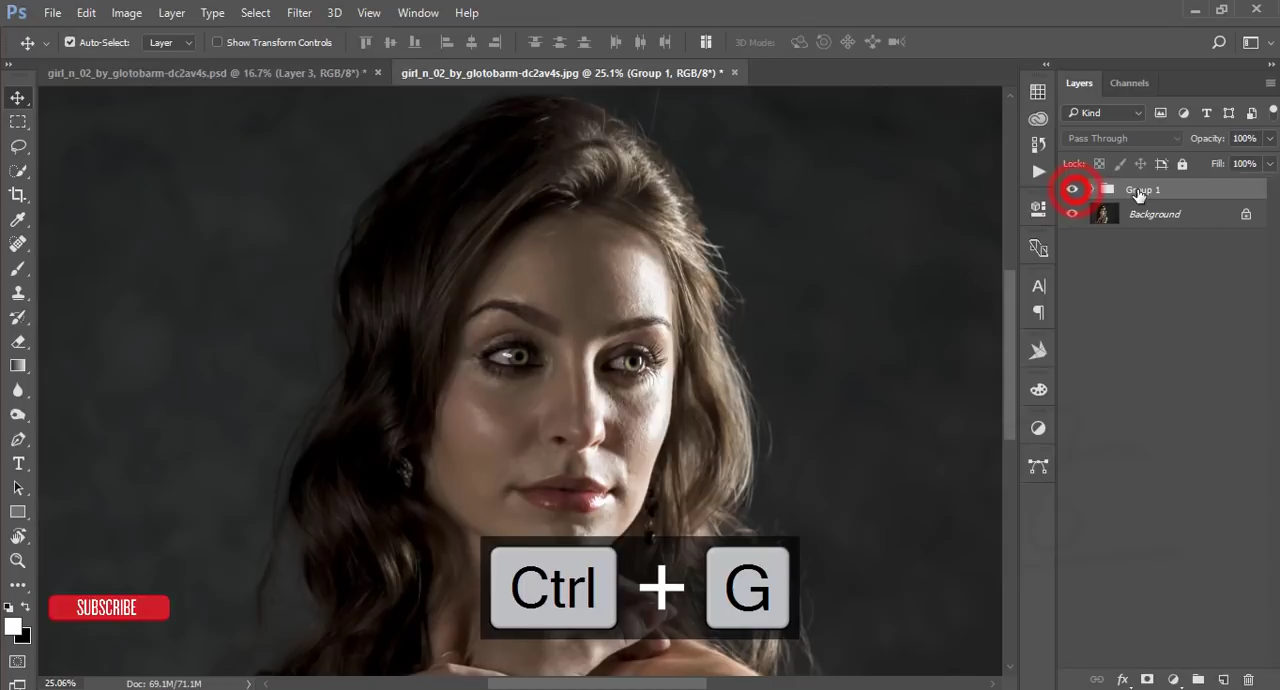 Ps File Edit Image Layer Type Select Filter 3D View Window Help
Auto-Select: Layer Show Transform Controls 3D Mode:
girl_n_02_by_glotobarm-dc2av4s.psd @ 16.7% (Layer 3, RGB/8*) * × girl_n_02_by_glotobarm-dc2av4s.jpg @ 25.1% (Group 1, RGB/8*) * ×
Layers Channels
Kind
Pass Through Opacity: 100%
Lock: Fill: 100%
Group 1
Background
Ctrl + G
SUBSCRIBE
25.06% Doc: 69.1M/71.1M